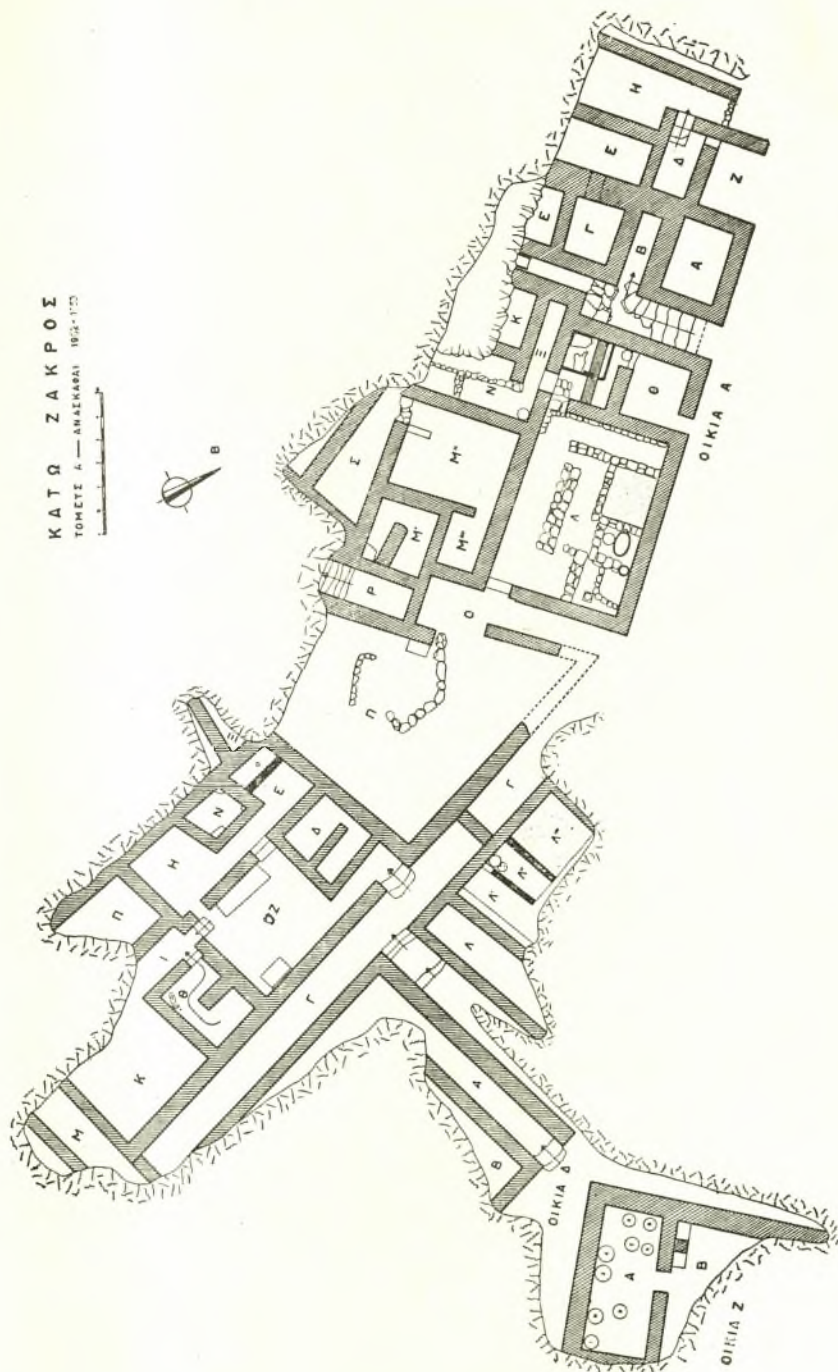 ΚΑΤΩ ΖΑΚΡΟΣ
ΤΟΜΕΥΣ Α — ΑΝΑΣΚΑΦΑΙ
Β
Η
Ε
Δ
Ζ
Ε
Γ
Β
Α
Κ
Ξ
Ν
Θ
ΟΙΚΙΑ Α
Σ
Μ
Μ
Μ
Λ
Ρ
Ο
Π
Ξ
Ε
Ν
Δ
Η
Π
Ι
Θ
Γ
Κ
Μ
Γ
Λ
Λ
Λ
Λ
Α
Β
ΟΙΚΙΑ Δ
Α
Β
ΟΙΚΙΑ Ζ